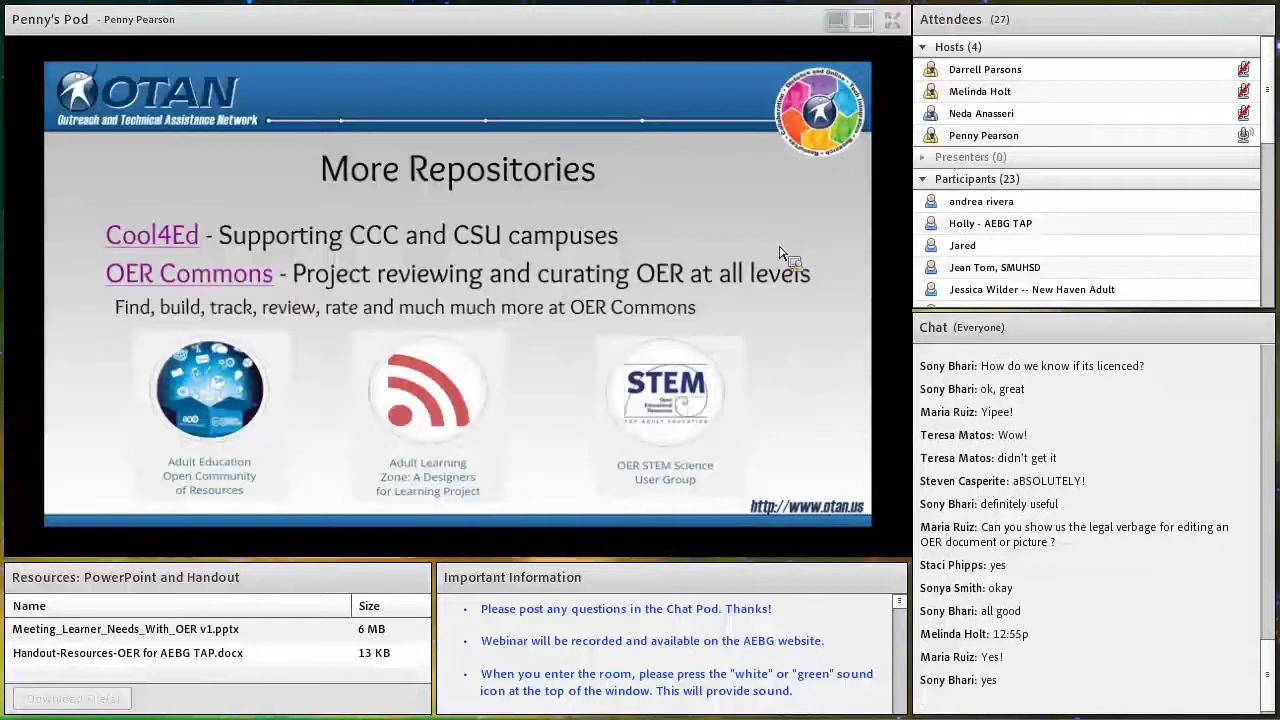 Penny's Pod - Penny Pearson
OTAN
Outreach and Technical Assistance Network
More Repositories
Cool4Ed - Supporting CCC and CSU campuses
OER Commons - Project reviewing and curating OER at all levels
Find, build, track, review, rate and much much more at OER Commons
STEM
FOR ADULT EDUCATION
Adult Education
Open Community
of Resources
Adult Learning
Zone: A Designers
for Learning Project
OER STEM Science
User Group
http://www.otan.us
Resources: PowerPoint and Handout
Name Size
Meeting_Learner_Needs_With_OER v1.pptx 6 MB
Handout-Resources-OER for AEBG TAP.docx 13 KB
Download File(s)
Important Information
• Please post any questions in the Chat Pod. Thanks!
• Webinar will be recorded and available on the AEBG website.
• When you enter the room, please press the "white" or "green" sound
icon at the top of the window. This will provide sound.
Attendees (27)
Hosts (4)
Darrell Parsons
Melinda Holt
Neda Anasseri
Penny Pearson
Presenters (0)
Participants (23)
andrea rivera
Holly - AEBG TAP
Jared
Jean Tom, SMUHSD
Jessica Wilder -- New Haven Adult
Chat (Everyone)
Sony Bhari: How do we know if its licenced?
Sony Bhari: ok, great
Maria Ruiz: Yipee!
Teresa Matos: Wow!
Teresa Matos: didn't get it
Steven Casperite: aBSOLUTELY!
Sony Bhari: definitely useful
Maria Ruiz: Can you show us the legal verbage for editing an
OER document or picture ?
Staci Phipps: yes
Sonya Smith: okay
Sony Bhari: all good
Melinda Holt: 12:55p
Maria Ruiz: Yes!
Sony Bhari: yes